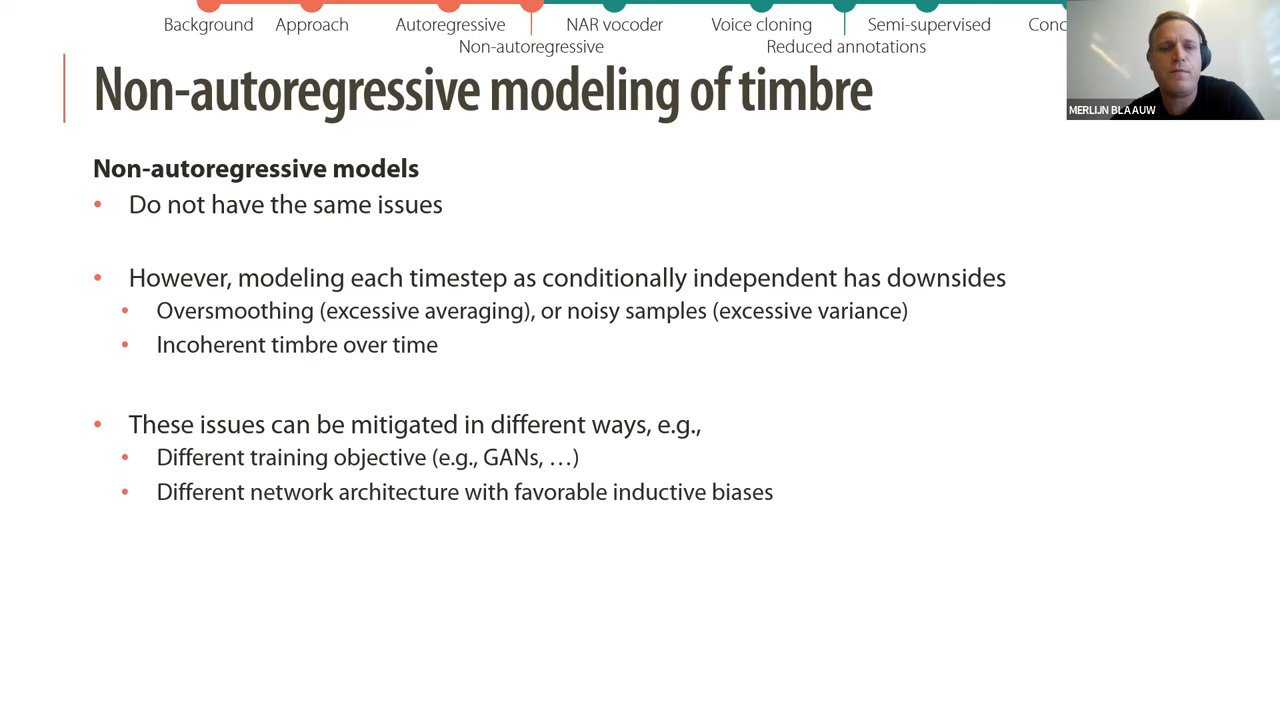 Background Approach Autoregressive NAR vocoder Voice cloning Semi-supervised Conc
Non-autoregressive Reduced annotations
Non-autoregressive modeling of timbre
MERLIJN BLAAUW
Non-autoregressive models
• Do not have the same issues
• However, modeling each timestep as conditionally independent has downsides
• Oversmoothing (excessive averaging), or noisy samples (excessive variance)
• Incoherent timbre over time
• These issues can be mitigated in different ways, e.g.,
• Different training objective (e.g., GANs, …)
• Different network architecture with favorable inductive biases